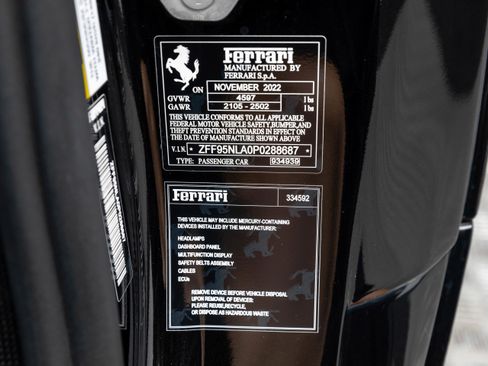 Ferrari
MANUFACTURED BY
FERRARI S.p.A.
ON NOVEMBER 2022
GVWR 4597 lbs
GAWR 2105 - 2502 lbs
THIS VEHICLE CONFORMS TO ALL APPLICABLE
FEDERAL MOTOR VEHICLE SAFETY, BUMPER, AND
THEFT PREVENTION STANDARDS IN EFFECT ON
THE DATE OF MANUFACTURE SHOWN ABOVE
V.I.N ZFF95NLA0P0288687
TYPE: PASSENGER CAR 934939
Ferrari 334592
THIS VEHICLE MAY INCLUDE MERCURY-CONTAINING
DEVICES INSTALLED BY THE MANUFACTURER:
HEADLAMPS
DASHBOARD PANEL
MULTIFUNCTION DISPLAY
SAFETY BELTS ASSEMBLY
CABLES
ECUs
REMOVE DEVICE BEFORE VEHICLE DISPOSAL
UPON REMOVAL OF DEVICES:
PLEASE REUSE,RECYCLE,
OR DISPOSE AS HAZARDOUS WASTE